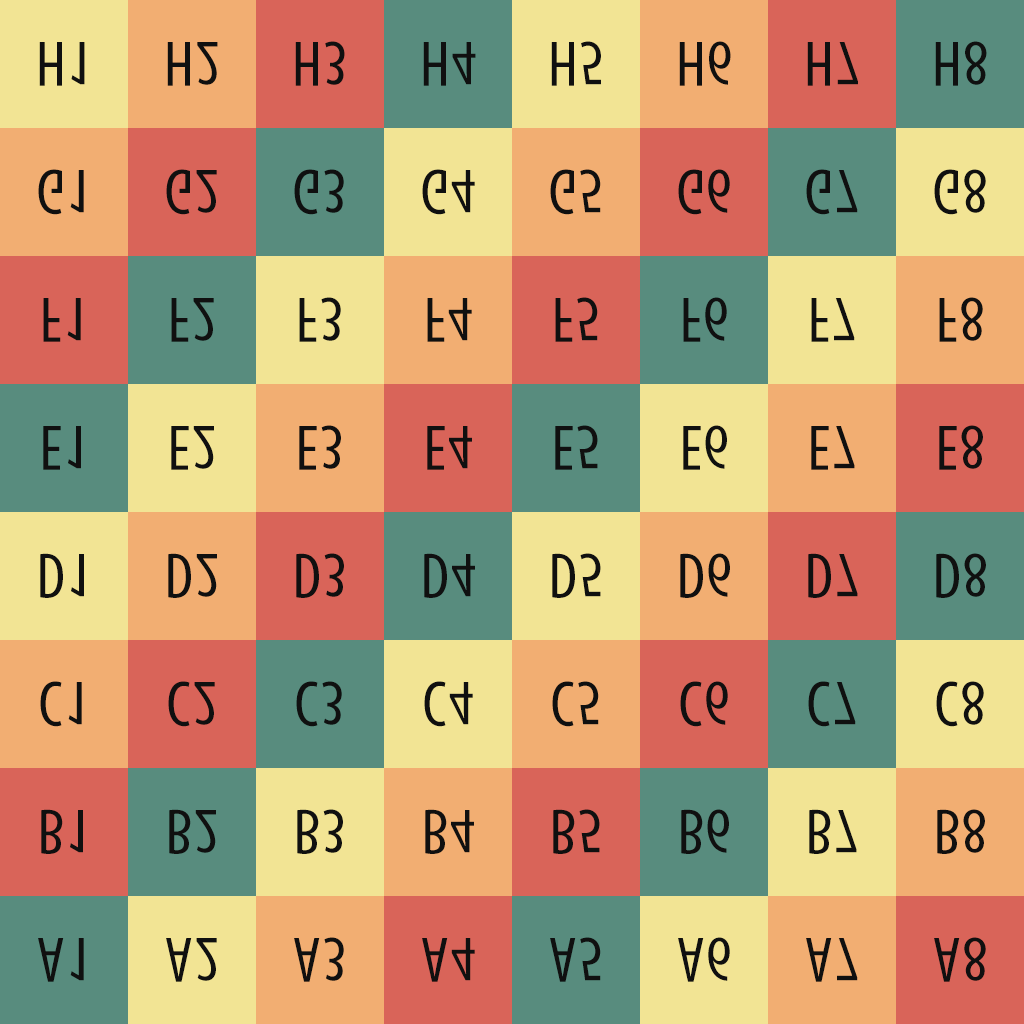 H1 H2 H3 H4 H5 H6 H7 H8
G1 G2 G3 G4 G5 G6 G7 G8
F1 F2 F3 F4 F5 F6 F7 F8
E1 E2 E3 E4 E5 E6 E7 E8
D1 D2 D3 D4 D5 D6 D7 D8
C1 C2 C3 C4 C5 C6 C7 C8
B1 B2 B3 B4 B5 B6 B7 B8
A1 A2 A3 A4 A5 A6 A7 A8